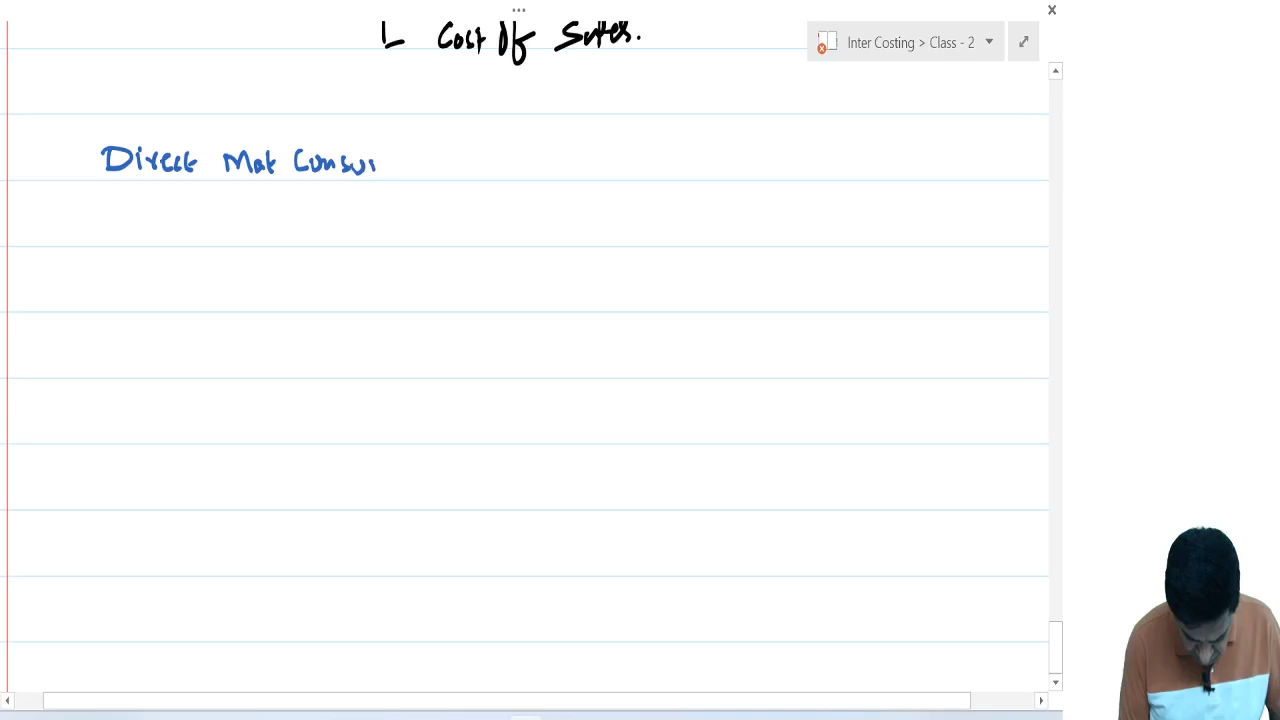 Cost Of Sales.
Inter Costing > Class - 2
Direct Mat Consu